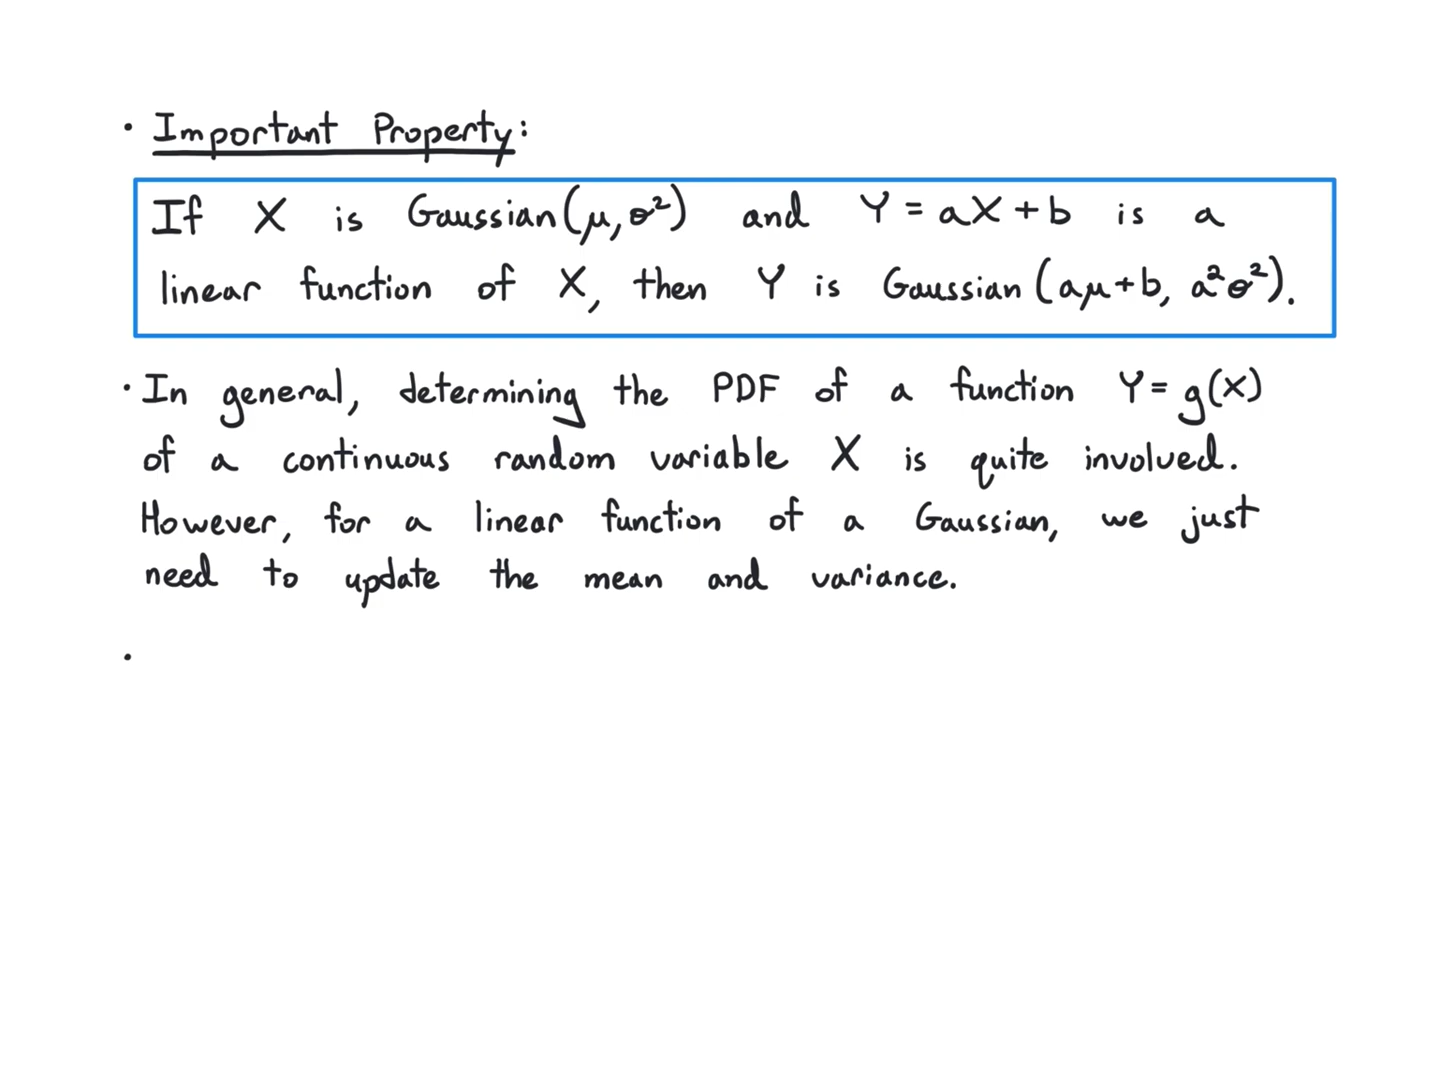 • Important Property:
If X is Gaussian(μ, σ²) and Y = aX + b is a
linear function of X, then Y is Gaussian(aμ+b, a²σ²).
• In general, determining the PDF of a function Y = g(X)
of a continuous random variable X is quite involved.
However, for a linear function of a Gaussian, we just
need to update the mean and variance.
•